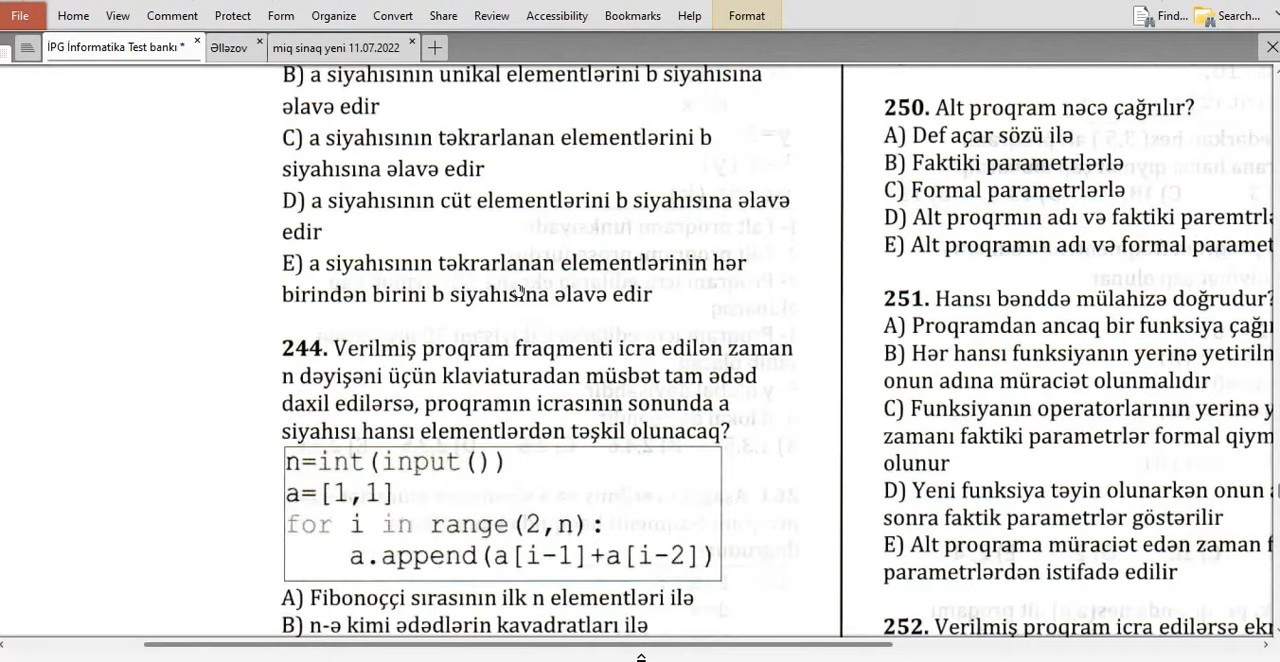 File Home View Comment Protect Form Organize Convert Share Review Accessibility Bookmarks Help Format Find... Search...
İPG İnformatika Test bankı * Əlləzov miq sinaq yeni 11.07.2022
B) a siyahısının unikal elementlərini b siyahısına
əlavə edir
C) a siyahısının təkrarlanan elementlərini b
siyahısına əlavə edir
D) a siyahısının cüt elementlərini b siyahısına əlavə
edir
E) a siyahısının təkrarlanan elementlərinin hər
birindən birini b siyahısına əlavə edir
244. Verilmiş proqram fraqmenti icra edilən zaman
n dəyişəni üçün klaviaturadan müsbət tam ədəd
daxil edilərsə, proqramın icrasının sonunda a
siyahısı hansı elementlərdən təşkil olunacaq?
n=int(input())
a=[1,1]
for i in range(2,n):
a.append(a[i-1]+a[i-2])
A) Fibonoççi sırasının ilk n elementləri ilə
B) n-ə kimi ədədlərin kavadratları ilə
250. Alt proqram nəcə çağrılır?
A) Def açar sözü ilə
B) Faktiki parametrlərlə
C) Formal parametrlərlə
D) Alt proqrmın adı və faktiki paremtrlə
E) Alt proqramın adı və formal paramet
251. Hansı bənddə mülahizə doğrudur?
A) Proqramdan ancaq bir funksiya çağır
B) Hər hansı funksiyanın yerinə yetiriln
onun adına müraciət olunmalıdır
C) Funksiyanın operatorlarının yerinə y
zamanı faktiki parametrlər formal qiym
olunur
D) Yeni funksiya təyin olunarkən onun a
sonra faktik parametrlər göstərilir
E) Alt proqrama müraciət edən zaman f
parametrlərdən istifadə edilir
252. Verilmiş proqram icra edilərsə ekr